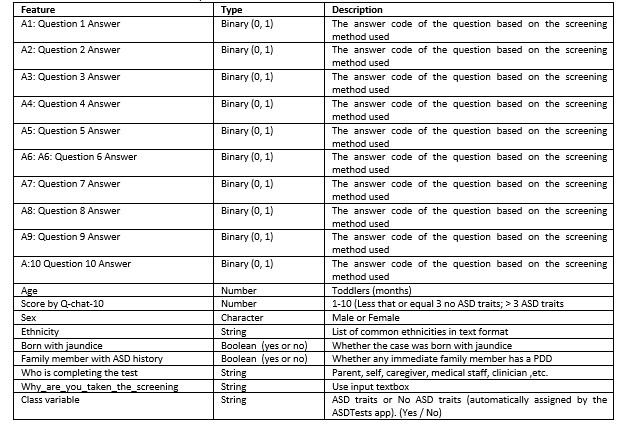 Feature Type Description
A1: Question 1 Answer Binary (0, 1) The answer code of the question based on the screening
method used
A2: Question 2 Answer Binary (0, 1) The answer code of the question based on the screening
method used
A3: Question 3 Answer Binary (0, 1) The answer code of the question based on the screening
method used
A4: Question 4 Answer Binary (0, 1) The answer code of the question based on the screening
method used
A5: Question 5 Answer Binary (0, 1) The answer code of the question based on the screening
method used
A6: A6: Question 6 Answer Binary (0, 1) The answer code of the question based on the screening
method used
A7: Question 7 Answer Binary (0, 1) The answer code of the question based on the screening
method used
A8: Question 8 Answer Binary (0, 1) The answer code of the question based on the screening
method used
A9: Question 9 Answer Binary (0, 1) The answer code of the question based on the screening
method used
A:10 Question 10 Answer Binary (0, 1) The answer code of the question based on the screening
method used
Age Number Toddlers (months)
Score by Q-chat-10 Number 1-10 (Less that or equal 3 no ASD traits; > 3 ASD traits
Sex Character Male or Female
Ethnicity String List of common ethnicities in text format
Born with jaundice Boolean (yes or no) Whether the case was born with jaundice
Family member with ASD history Boolean (yes or no) Whether any immediate family member has a PDD
Who is completing the test String Parent, self, caregiver, medical staff, clinician ,etc.
Why_are_you_taken_the_screening String Use input textbox
Class variable String ASD traits or No ASD traits (automatically assigned by the
ASDTests app). (Yes / No)